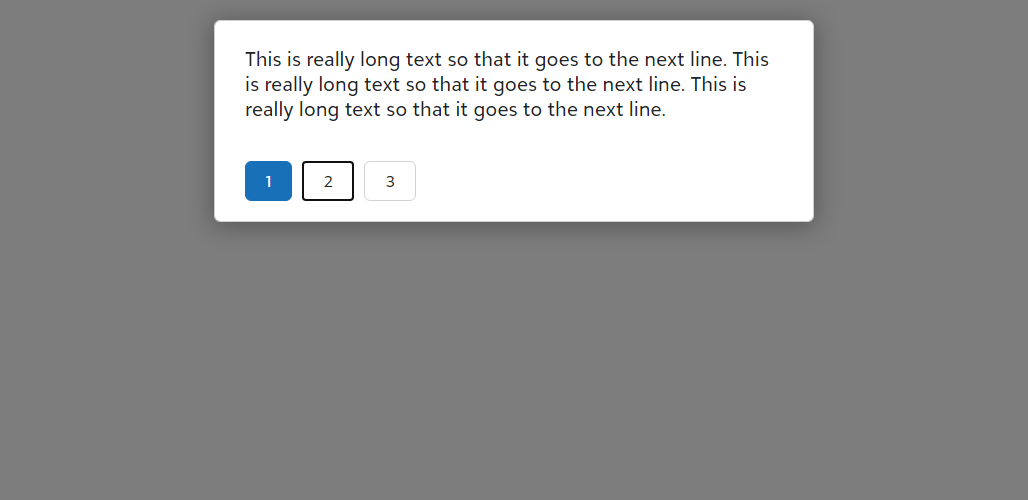 This is really long text so that it goes to the next line. This
is really long text so that it goes to the next line. This is
really long text so that it goes to the next line.
1 2 3